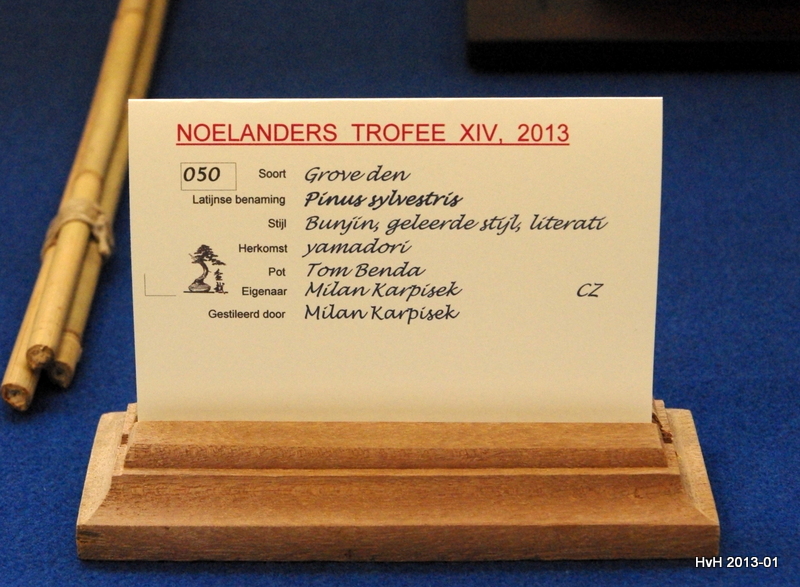 NOELANDERS TROFEE XIV, 2013
050 Soort Grove den
Latijnse benaming Pinus sylvestris
Stijl Bunjin, geleerde stijl, literati
Herkomst yamadori
Pot Tom Benda
Eigenaar Milan Karpisek CZ
Gestileerd door Milan Karpisek
HvH 2013-01